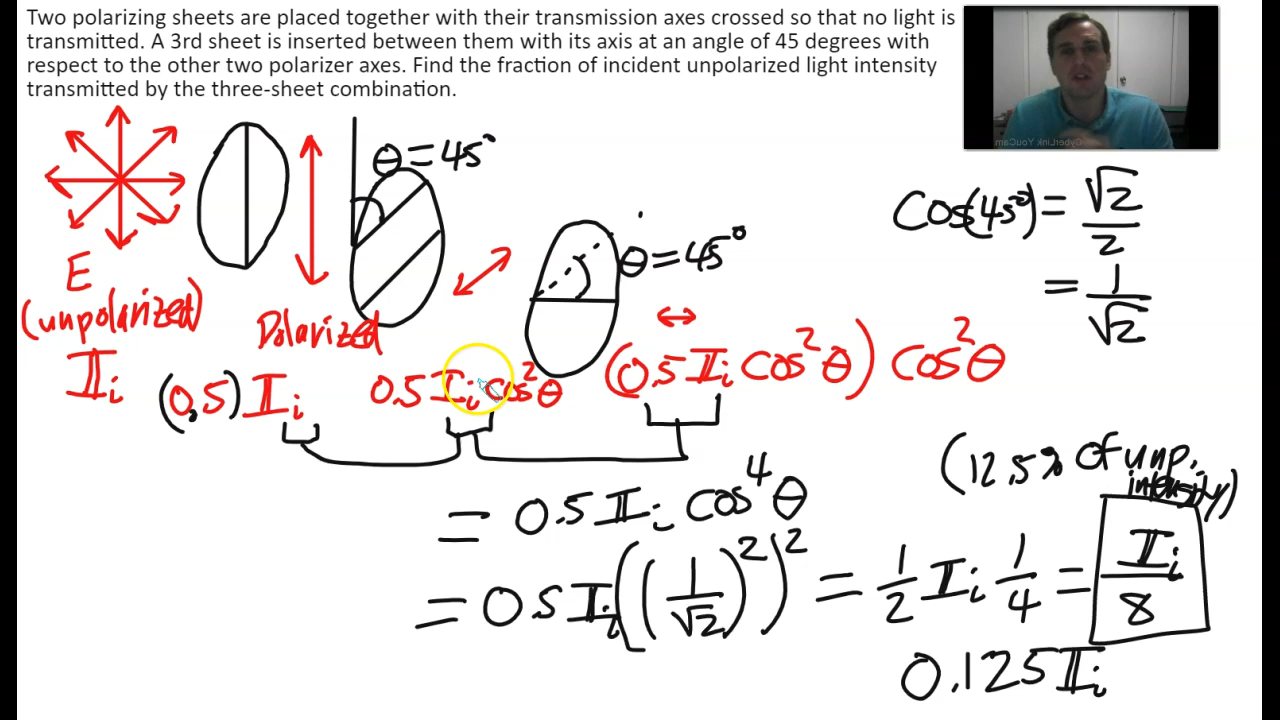 Two polarizing sheets are placed together with their transmission axes crossed so that no light is
transmitted. A 3rd sheet is inserted between them with its axis at an angle of 45 degrees with
respect to the other two polarizer axes. Find the fraction of incident unpolarized light intensity
transmitted by the three-sheet combination.
CyberLink YouCam
θ = 45°
Cos(45°) = √2/2
= 1/√2
θ = 45°
E
(unpolarized)
Polarized
I_i
(0.5) I_i
0.5 I_i cos²θ
(0.5 I_i cos²θ) cos²θ
(12.5% of unp. intensity)
= 0.5 I_i cos⁴θ
= 0.5 I_i ((1/√2)²)² = 1/2 I_i 1/4 = I_i/8
0.125 I_i